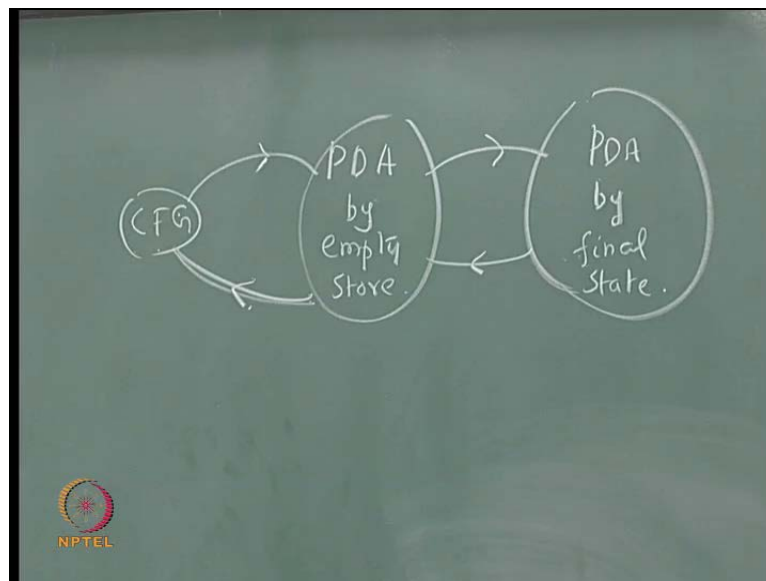 CFG
PDA
by
empty
store.
PDA
by
final
state.
NPTEL